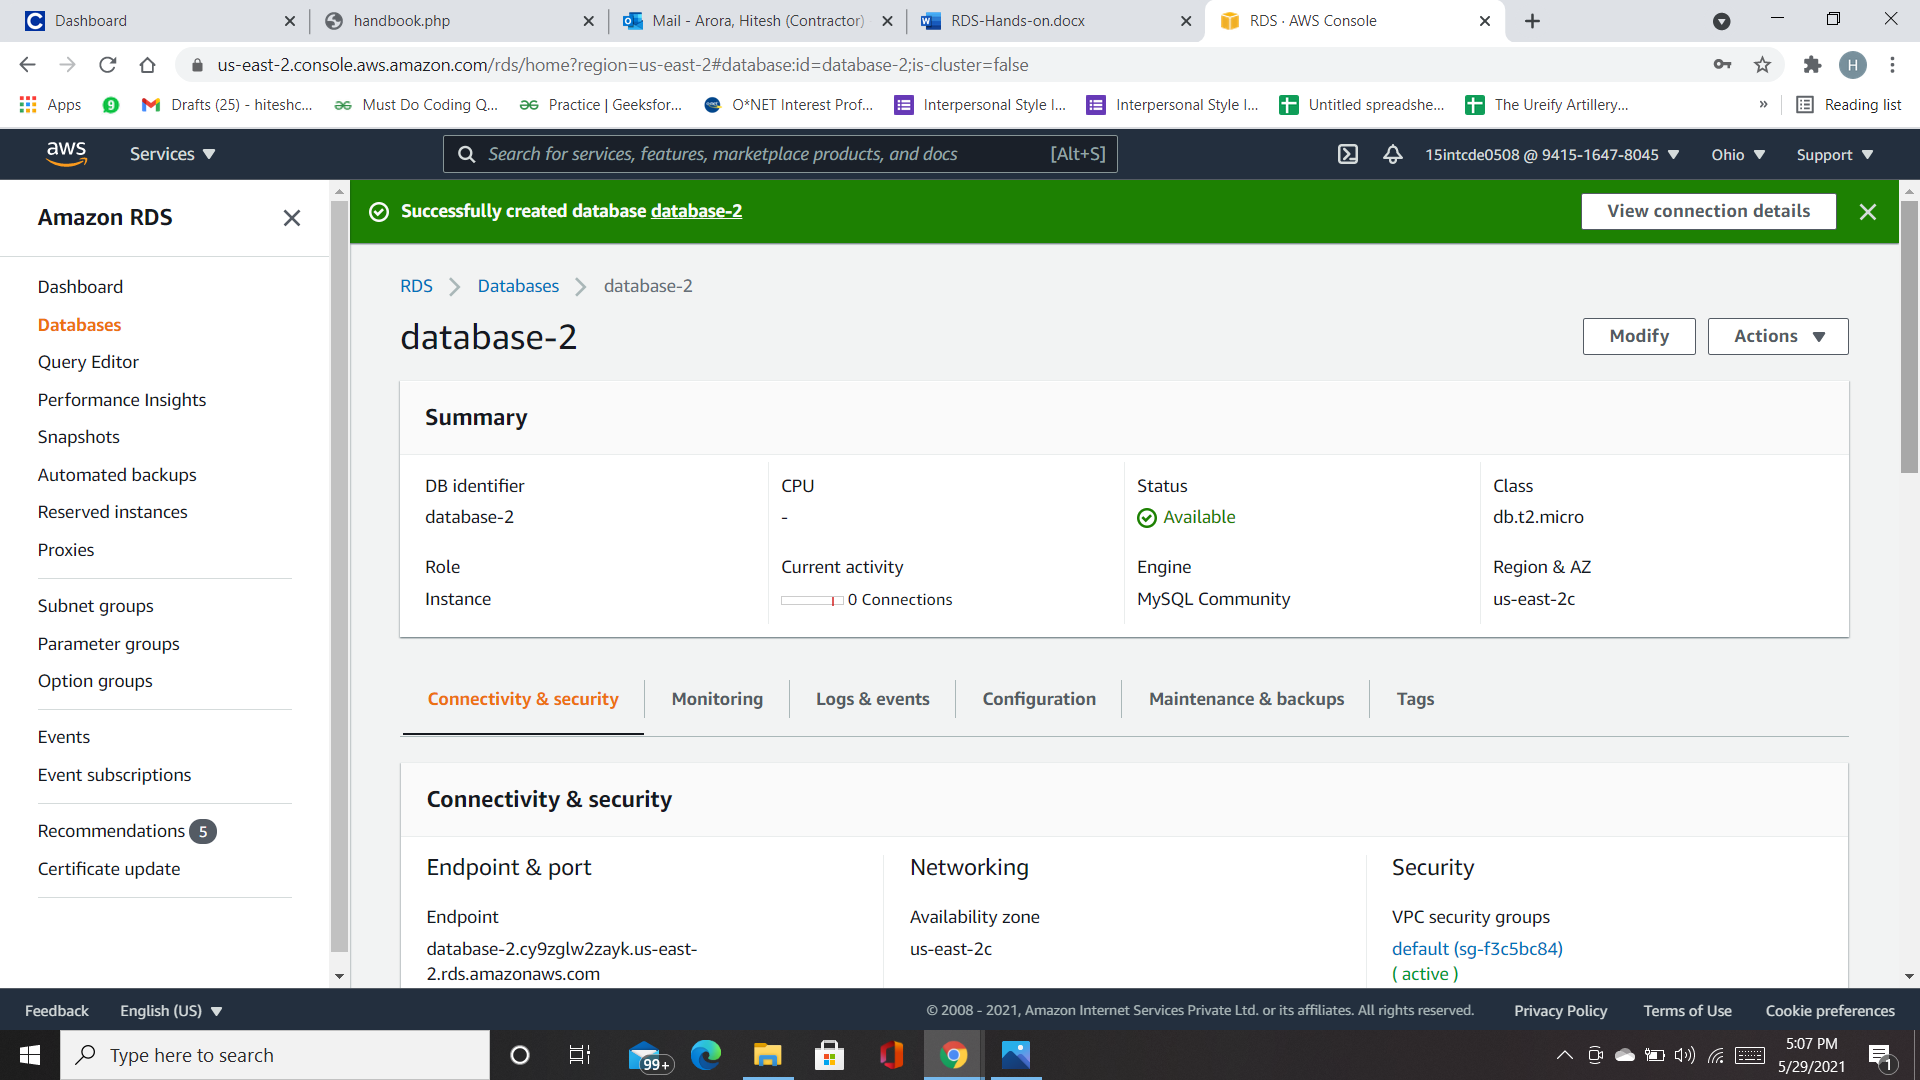 Dashboard
handbook.php
Mail - Arora, Hitesh (Contractor)
RDS-Hands-on.docx
RDS · AWS Console
us-east-2.console.aws.amazon.com/rds/home?region=us-east-2#database:id=database-2;is-cluster=false
H
Apps
9
Drafts (25) - hiteshc...
Must Do Coding Q...
Practice | Geeksfor...
O*NET Interest Prof...
Interpersonal Style I...
Interpersonal Style I...
Untitled spreadshe...
The Ureify Artillery...
»
Reading list
aws
Services
Search for services, features, marketplace products, and docs
[Alt+S]
15intcde0508 @ 9415-1647-8045
Ohio
Support
Amazon RDS
Dashboard
Databases
Query Editor
Performance Insights
Snapshots
Automated backups
Reserved instances
Proxies
Subnet groups
Parameter groups
Option groups
Events
Event subscriptions
Recommendations 5
Certificate update
Successfully created database database-2
View connection details
RDS
Databases
database-2
database-2
Modify
Actions
Summary
DB identifier
database-2
CPU
-
Status
Available
Class
db.t2.micro
Role
Instance
Current activity
0 Connections
Engine
MySQL Community
Region & AZ
us-east-2c
Connectivity & security
Monitoring
Logs & events
Configuration
Maintenance & backups
Tags
Connectivity & security
Endpoint & port
Endpoint
database-2.cy9zglw2zayk.us-east-
2.rds.amazonaws.com
Networking
Availability zone
us-east-2c
Security
VPC security groups
default (sg-f3c5bc84)
( active )
Feedback
English (US)
© 2008 - 2021, Amazon Internet Services Private Ltd. or its affiliates. All rights reserved.
Privacy Policy
Terms of Use
Cookie preferences
Type here to search
99+
5:07 PM
5/29/2021
1